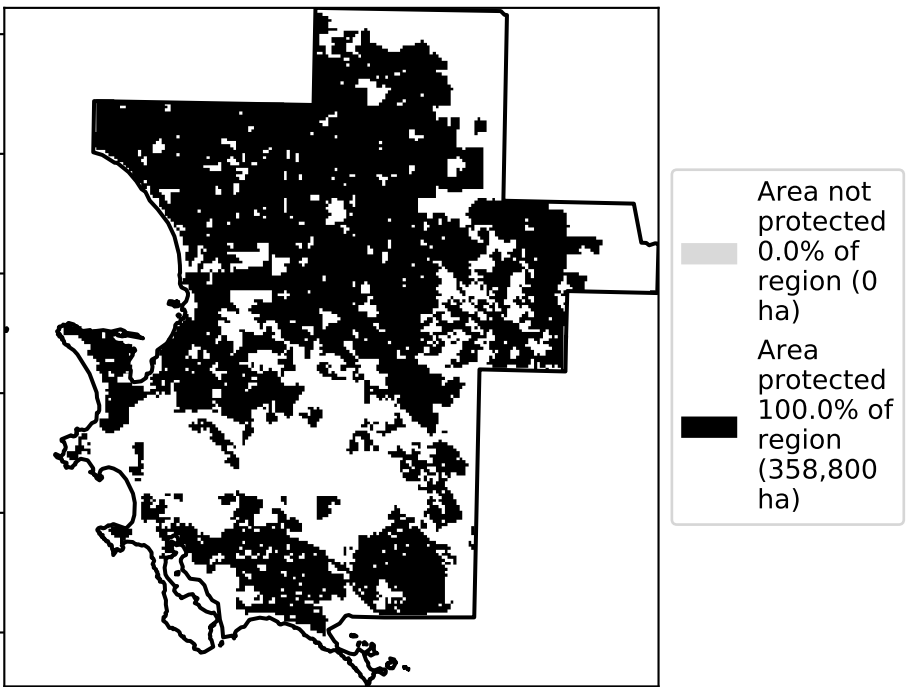 Area not
protected
0.0% of
region (0
ha)
Area
protected
100.0% of
region
(358,800
ha)